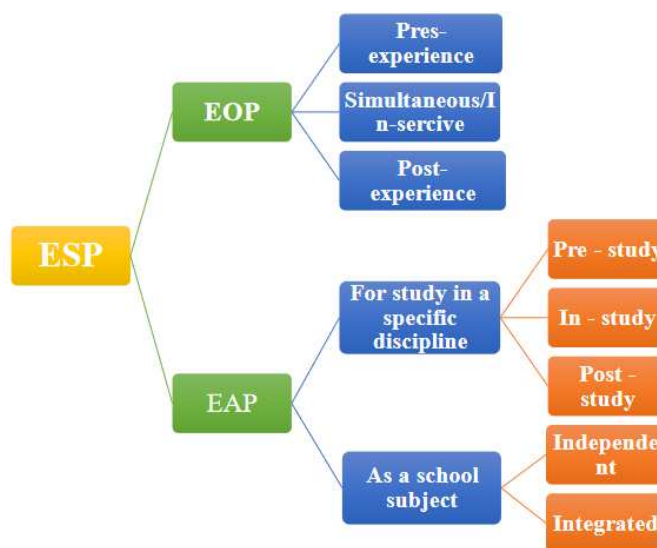 ESP
EOP
Pres-
experience
Simultaneous/I
n-sercive
Post-
experience
EAP
For study in a
specific
discipline
Pre - study
In - study
Post -
study
As a school
subject
Independe
nt
Integrated